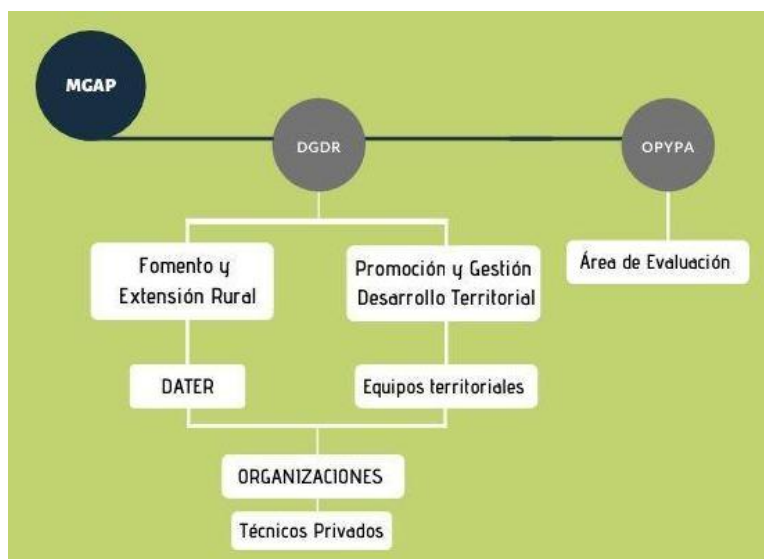 MGAP
DGDR
OPYPA
Fomento y
Extensión Rural
Promoción y Gestión
Desarrollo Territorial
Área de Evaluación
DATER
Equipos territoriales
ORGANIZACIONES
Técnicos Privados